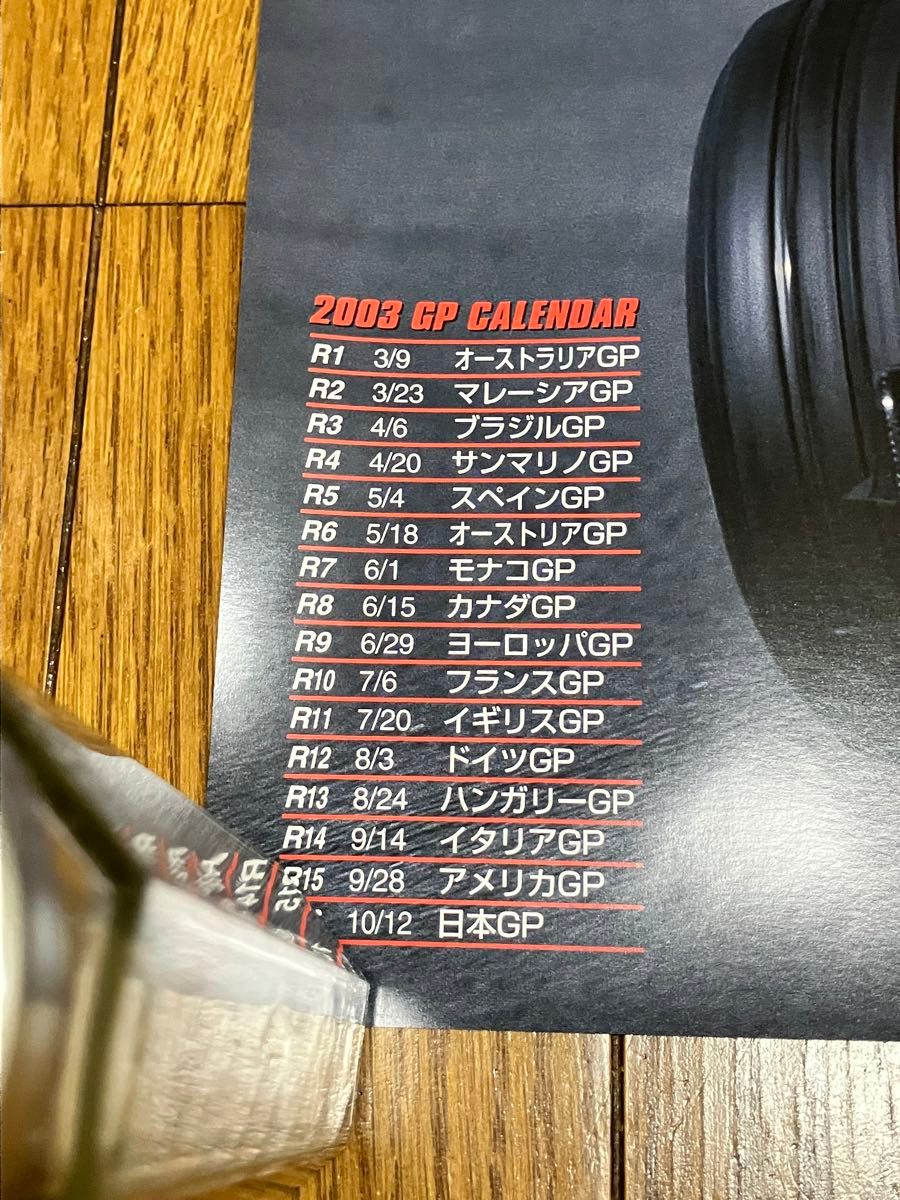 2003 GP CALENDAR
R1 3/9 オーストラリアGP
R2 3/23 マレーシアGP
R3 4/6 ブラジルGP
R4 4/20 サンマリノGP
R5 5/4 スペインGP
R6 5/18 オーストリアGP
R7 6/1 モナコGP
R8 6/15 カナダGP
R9 6/29 ヨーロッパGP
R10 7/6 フランスGP
R11 7/20 イギリスGP
R12 8/3 ドイツGP
R13 8/24 ハンガリーGP
R14 9/14 イタリアGP
R15 9/28 アメリカGP
10/12 日本GP